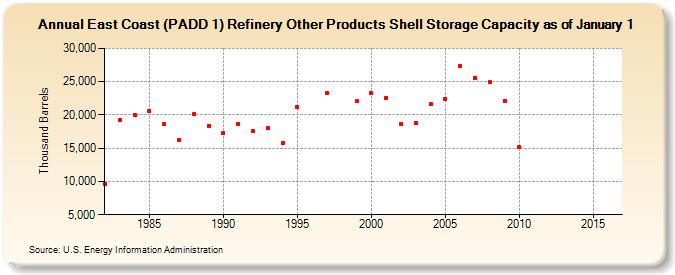 Annual East Coast (PADD 1) Refinery Other Products Shell Storage Capacity as of January 1
Thousand Barrels
30,000
25,000
20,000
15,000
10,000
5,000
1985 1990 1995 2000 2005 2010 2015
Source: U.S. Energy Information Administration